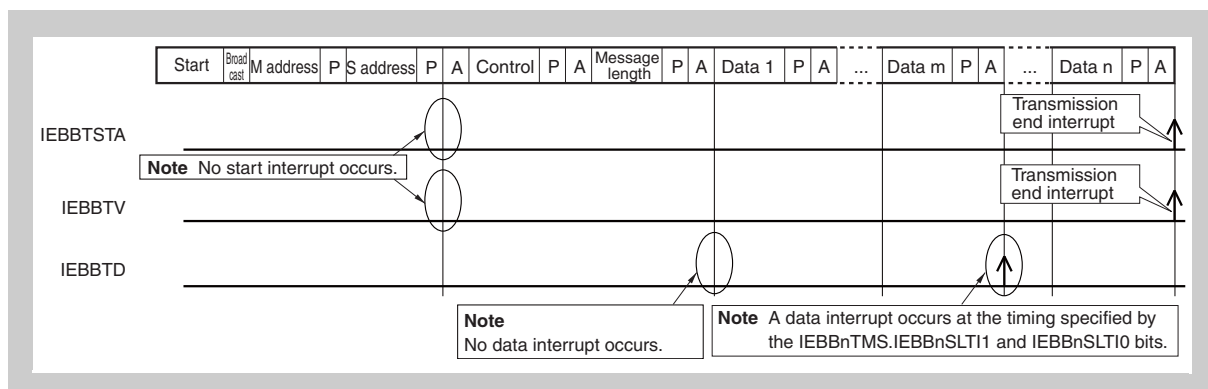 Start Broad cast M address P S address P A Control P A Message length P A Data 1 P A ... Data m P A ... Data n P A
IEBBTSTA
Transmission
end interrupt
Note No start interrupt occurs.
IEBBTV
Transmission
end interrupt
IEBBTD
Note
No data interrupt occurs.
Note A data interrupt occurs at the timing specified by
the IEBBnTMS.IEBBnSLTI1 and IEBBnSLTI0 bits.